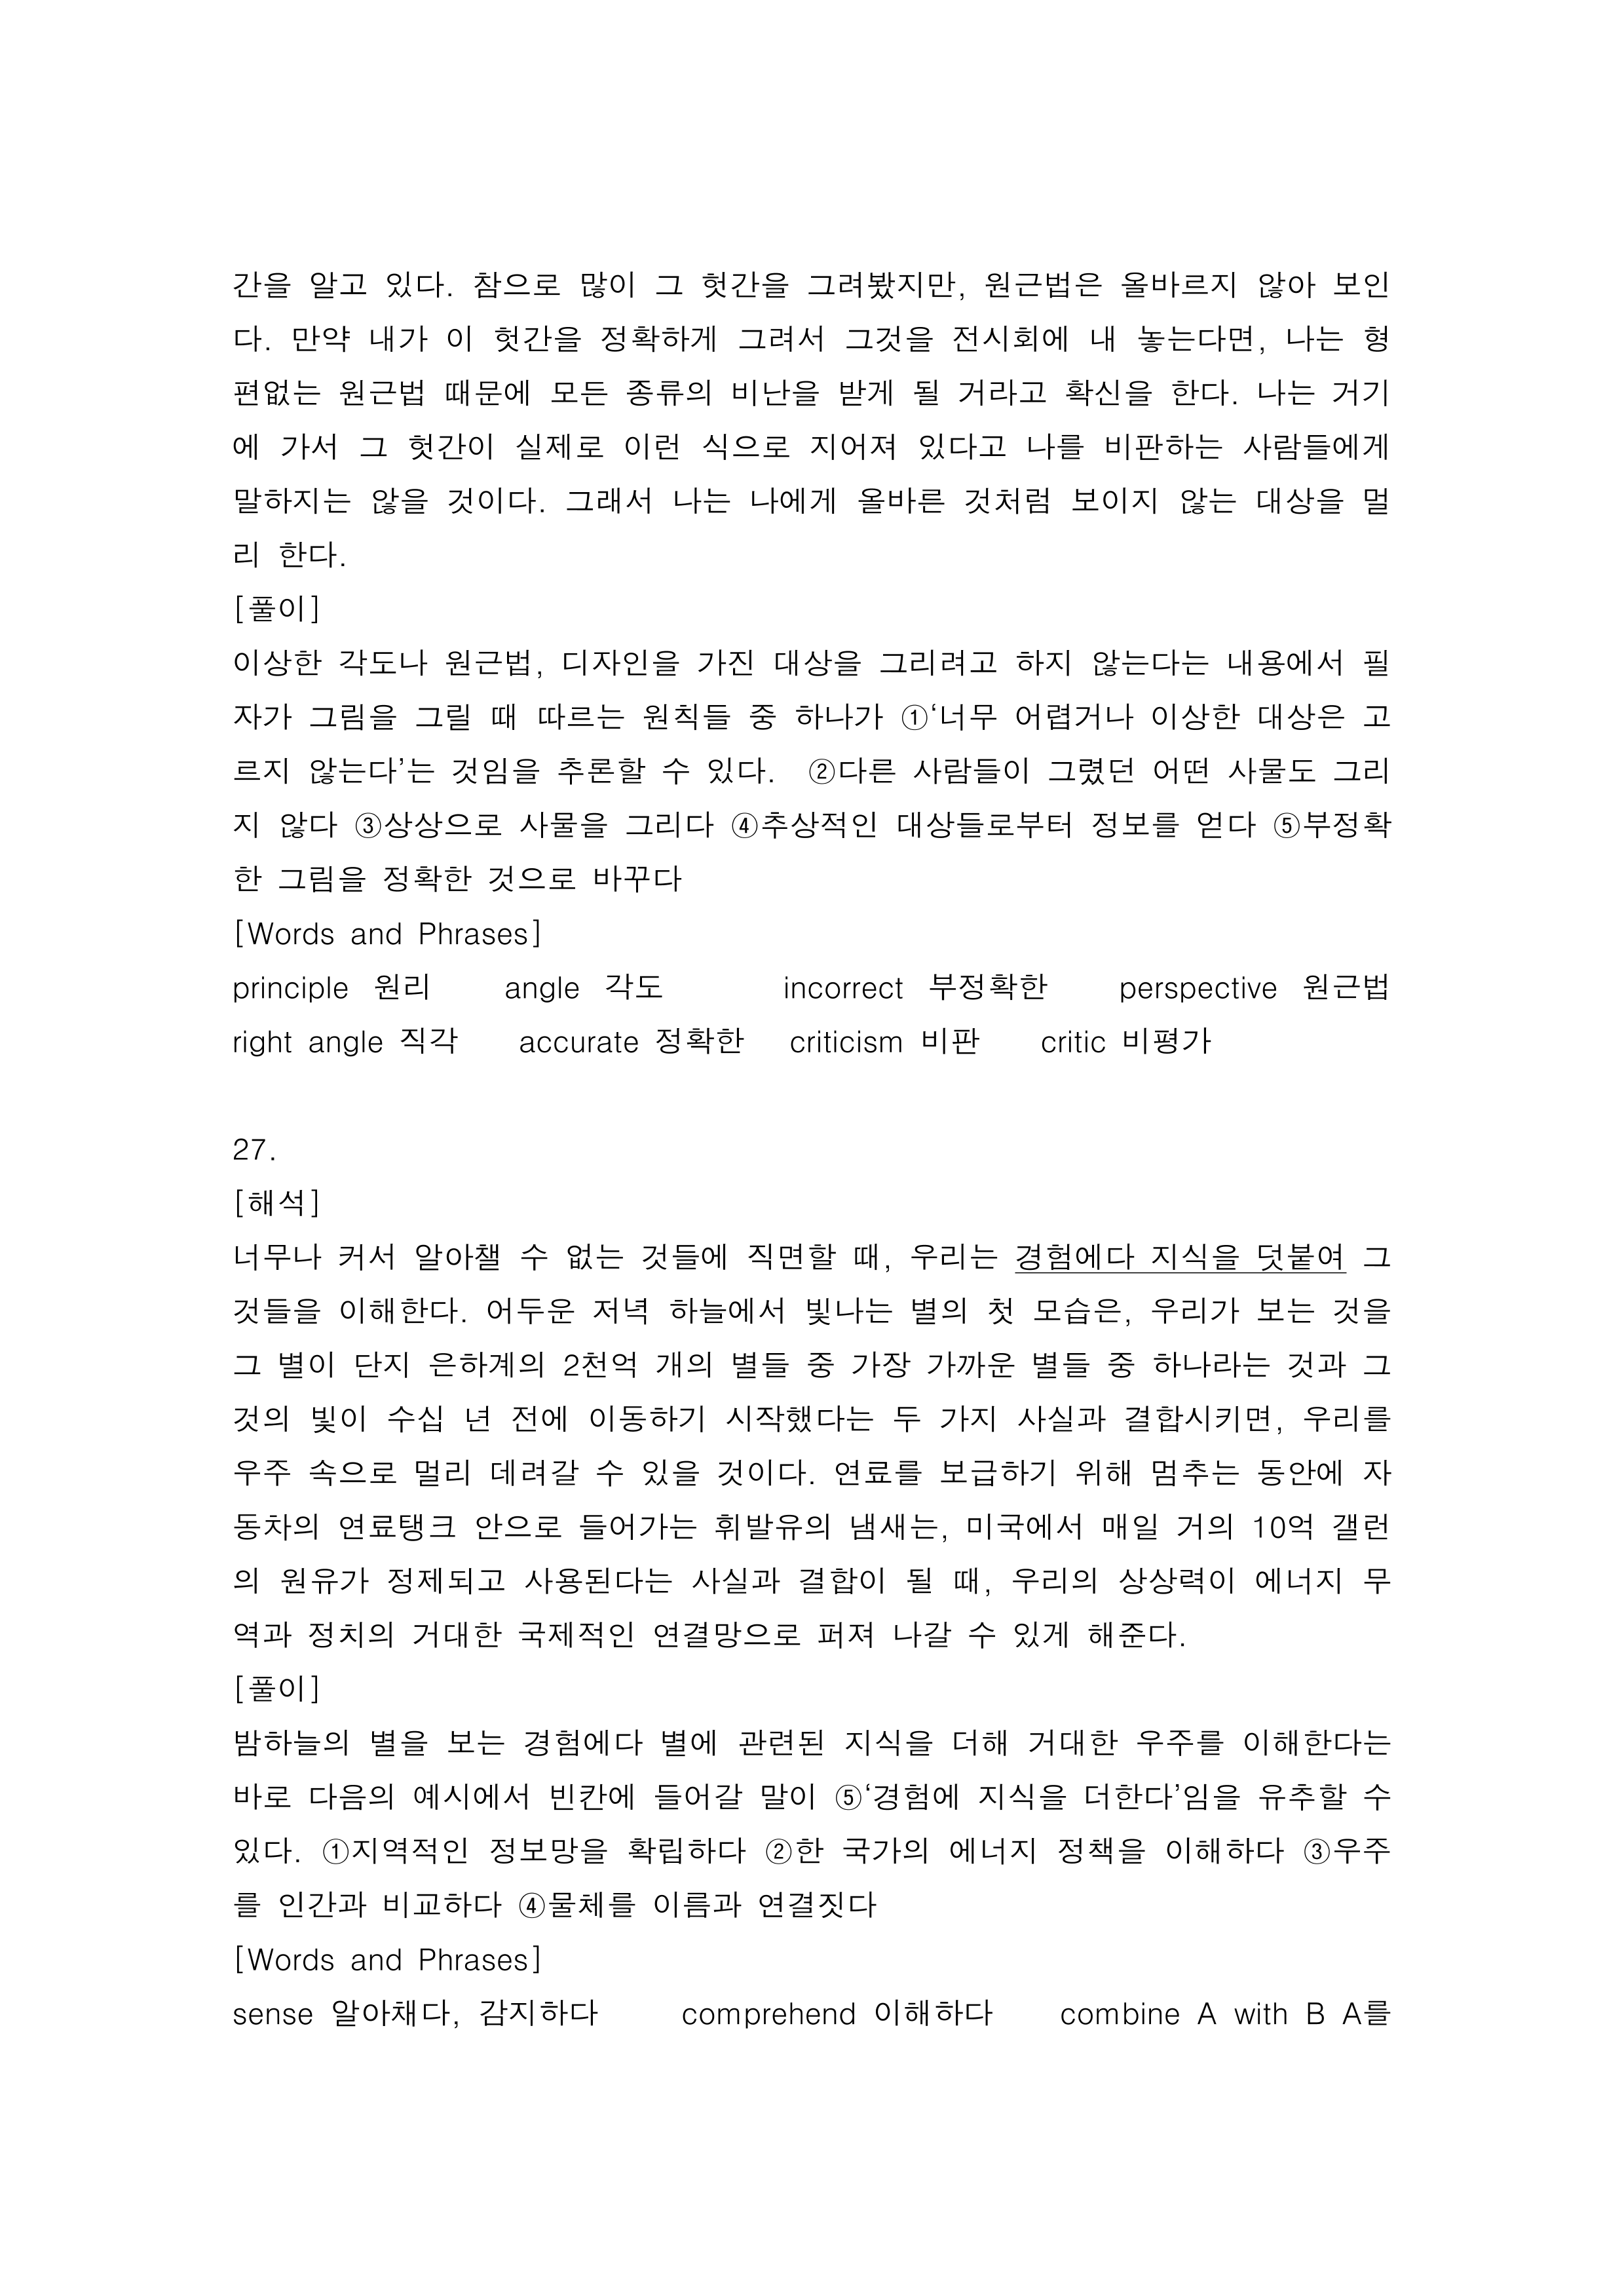 간을 알고 있다. 참으로 많이 그 헛간을 그려봤지만, 원근법은 올바르지 않아 보인
다. 만약 내가 이 헛간을 정확하게 그려서 그것을 전시회에 내 놓는다면, 나는 형
편없는 원근법 때문에 모든 종류의 비난을 받게 될 거라고 확신을 한다. 나는 거기
에 가서 그 헛간이 실제로 이런 식으로 지어져 있다고 나를 비판하는 사람들에게
말하지는 않을 것이다. 그래서 나는 나에게 올바른 것처럼 보이지 않는 대상을 멀
리 한다.
[풀이]
이상한 각도나 원근법, 디자인을 가진 대상을 그리려고 하지 않는다는 내용에서 필
자가 그림을 그릴 때 따르는 원칙들 중 하나가 ①‘너무 어렵거나 이상한 대상은 고
르지 않는다’는 것임을 추론할 수 있다. ②다른 사람들이 그렸던 어떤 사물도 그리
지 않다 ③상상으로 사물을 그리다 ④추상적인 대상들로부터 정보를 얻다 ⑤부정확
한 그림을 정확한 것으로 바꾸다
[Words and Phrases]
principle 원리 angle 각도 incorrect 부정확한 perspective 원근법
right angle 직각 accurate 정확한 criticism 비판 critic 비평가
27.
[해석]
너무나 커서 알아챌 수 없는 것들에 직면할 때, 우리는 경험에다 지식을 덧붙여 그
것들을 이해한다. 어두운 저녁 하늘에서 빛나는 별의 첫 모습은, 우리가 보는 것을
그 별이 단지 은하계의 2천억 개의 별들 중 가장 가까운 별들 중 하나라는 것과 그
것의 빛이 수십 년 전에 이동하기 시작했다는 두 가지 사실과 결합시키면, 우리를
우주 속으로 멀리 데려갈 수 있을 것이다. 연료를 보급하기 위해 멈추는 동안에 자
동차의 연료탱크 안으로 들어가는 휘발유의 냄새는, 미국에서 매일 거의 10억 갤런
의 원유가 정제되고 사용된다는 사실과 결합이 될 때, 우리의 상상력이 에너지 무
역과 정치의 거대한 국제적인 연결망으로 퍼져 나갈 수 있게 해준다.
[풀이]
밤하늘의 별을 보는 경험에다 별에 관련된 지식을 더해 거대한 우주를 이해한다는
바로 다음의 예시에서 빈칸에 들어갈 말이 ⑤‘경험에 지식을 더한다’임을 유추할 수
있다. ①지역적인 정보망을 확립하다 ②한 국가의 에너지 정책을 이해하다 ③우주
를 인간과 비교하다 ④물체를 이름과 연결짓다
[Words and Phrases]
sense 알아채다, 감지하다 comprehend 이해하다 combine A with B A를